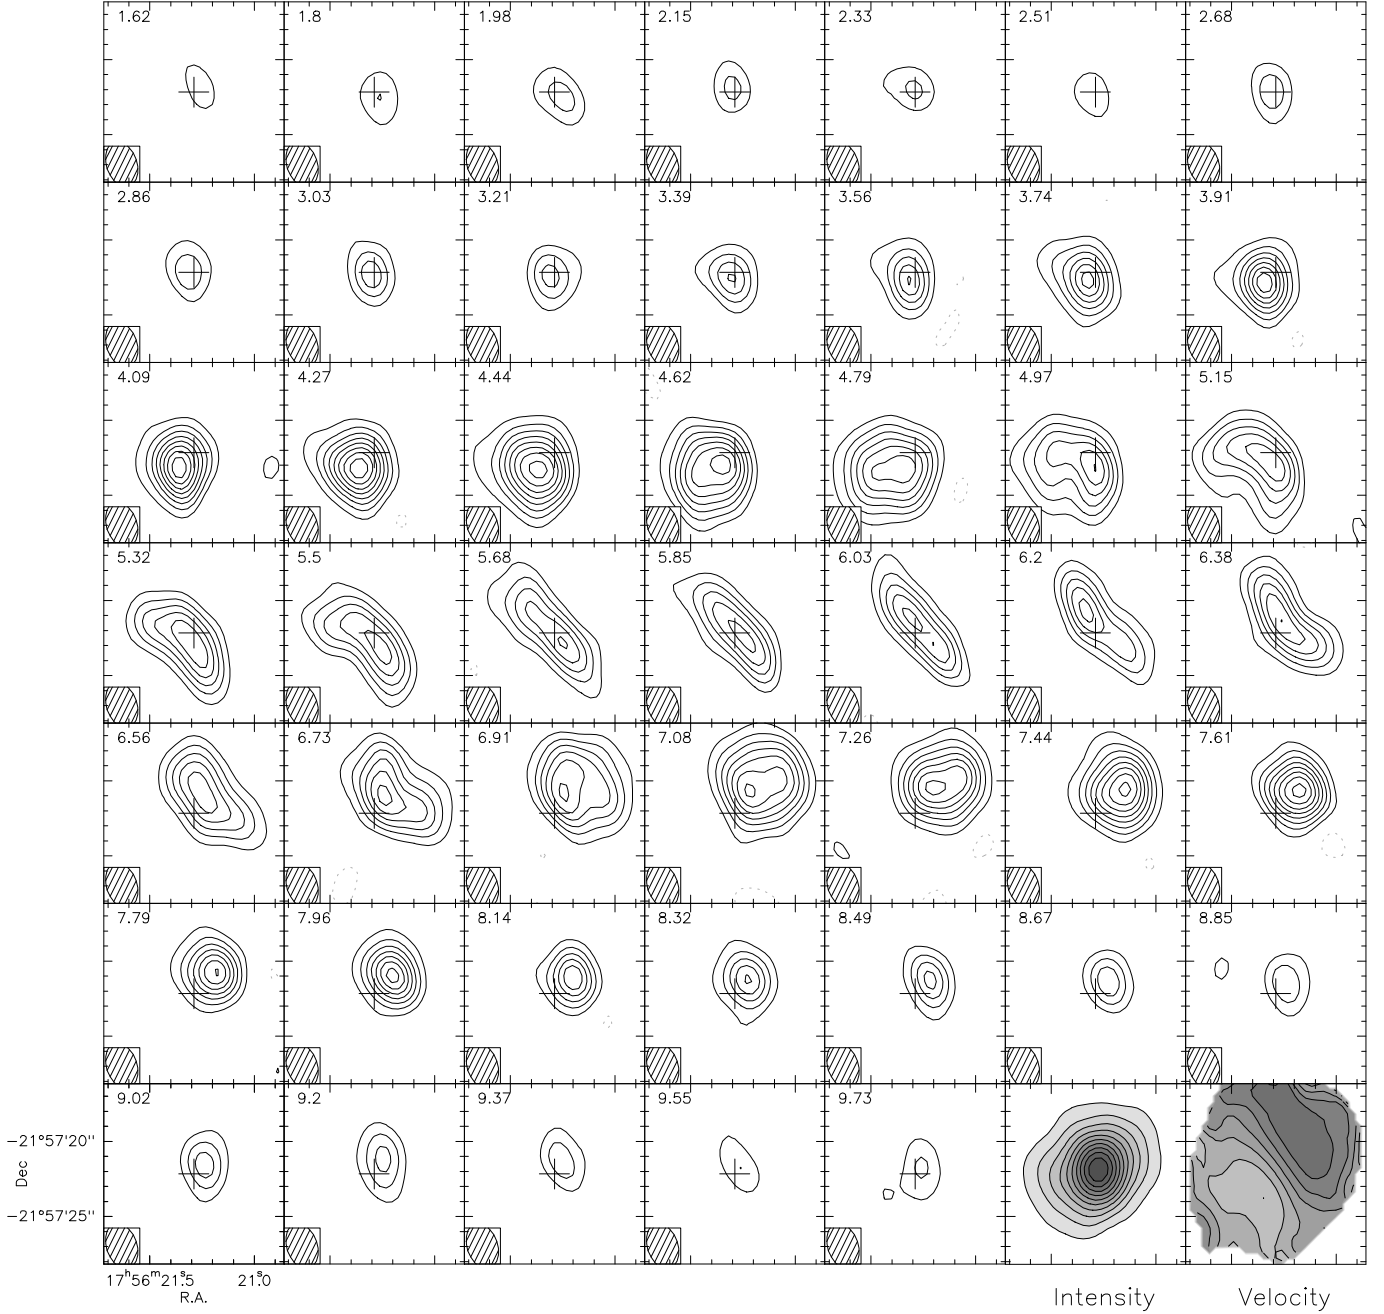 1.62 1.8 1.98 2.15 2.33 2.51 2.68
2.86 3.03 3.21 3.39 3.56 3.74 3.91
4.09 4.27 4.44 4.62 4.79 4.97 5.15
5.32 5.5 5.68 5.85 6.03 6.2 6.38
6.56 6.73 6.91 7.08 7.26 7.44 7.61
7.79 7.96 8.14 8.32 8.49 8.67 8.85
9.02 9.2 9.37 9.55 9.73
−21°57'20"
Dec
−21°57'25"
17ʰ56ᵐ21ˢ.5 21ˢ.0
R.A.
Intensity Velocity